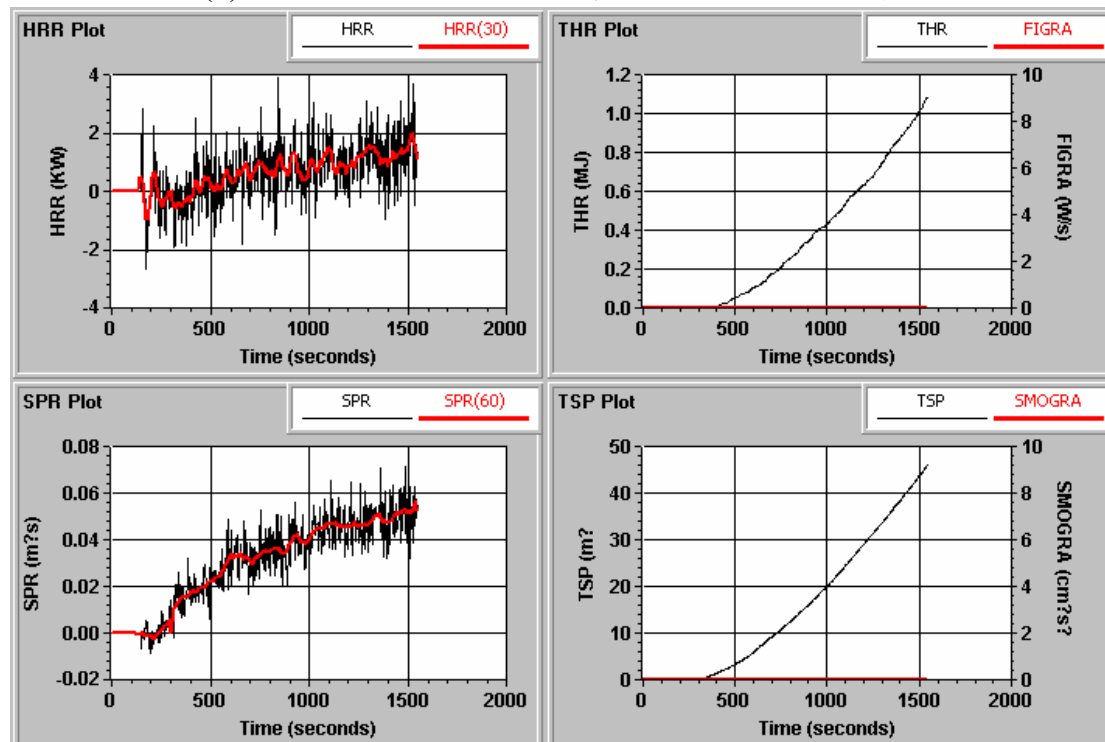 HRR Plot
HRR HRR(30)
4
2
0
-2
-4
HRR (KW)
0 500 1000 1500 2000
Time (seconds)
THR Plot
THR FIGRA
1.2
1.0
0.8
0.6
0.4
0.2
0.0
THR (MJ)
10
8
6
4
2
0
FIGRA (W/s)
0 500 1000 1500 2000
Time (seconds)
SPR Plot
SPR SPR(60)
0.08
0.06
0.04
0.02
0.00
-0.02
SPR (m?s)
0 500 1000 1500 2000
Time (seconds)
TSP Plot
TSP SMOGRA
50
40
30
20
10
0
TSP (m?
10
8
6
4
2
0
SMOGRA (cm?s?
0 500 1000 1500 2000
Time (seconds)